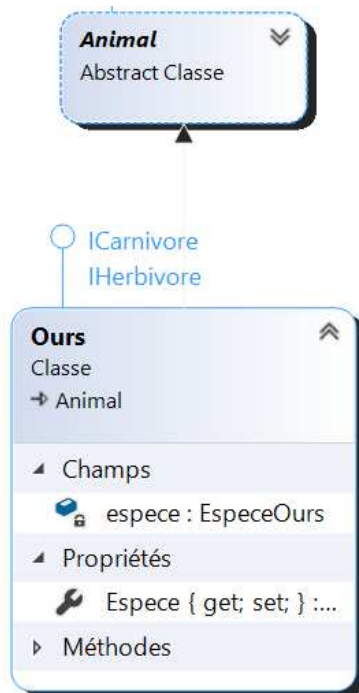 Animal
Abstract Classe
ICarnivore
IHerbivore
Ours
Classe
Animal
Champs
espece : EspeceOurs
Propriétés
Espece { get; set; } :...
Méthodes